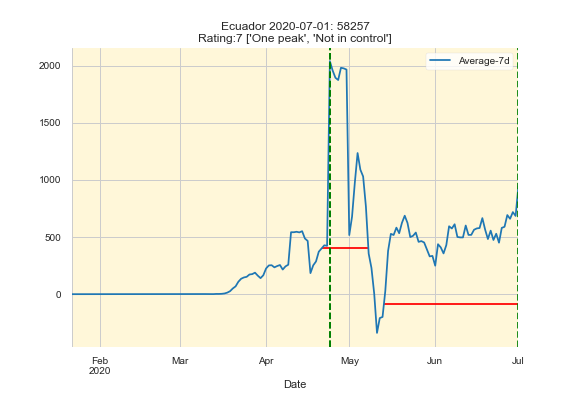 Ecuador 2020-07-01: 58257
Rating:7 ['One peak', 'Not in control']
Average-7d
2000
1500
1000
500
0
Feb
2020
Mar
Apr
May
Jun
Jul
Date